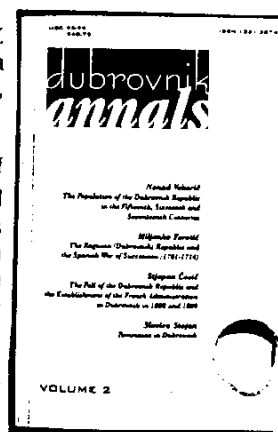 dubrovnik
annals
Nenad Vekarić
The Population of the Dubrovnik Republic
in the Fifteenth, Sixteenth and
Seventeenth Centuries
The Ragusan (Dubrovnik) Republic and
the Spanish War of Succession (1701-1714)
Stjepan Ćosić
The Fall of the Dubrovnik Republic and
the Establishment of the French Administration
in Dubrovnik in 1808 and 1809
Slavica Stojan
in Dubrovnik
VOLUME 2